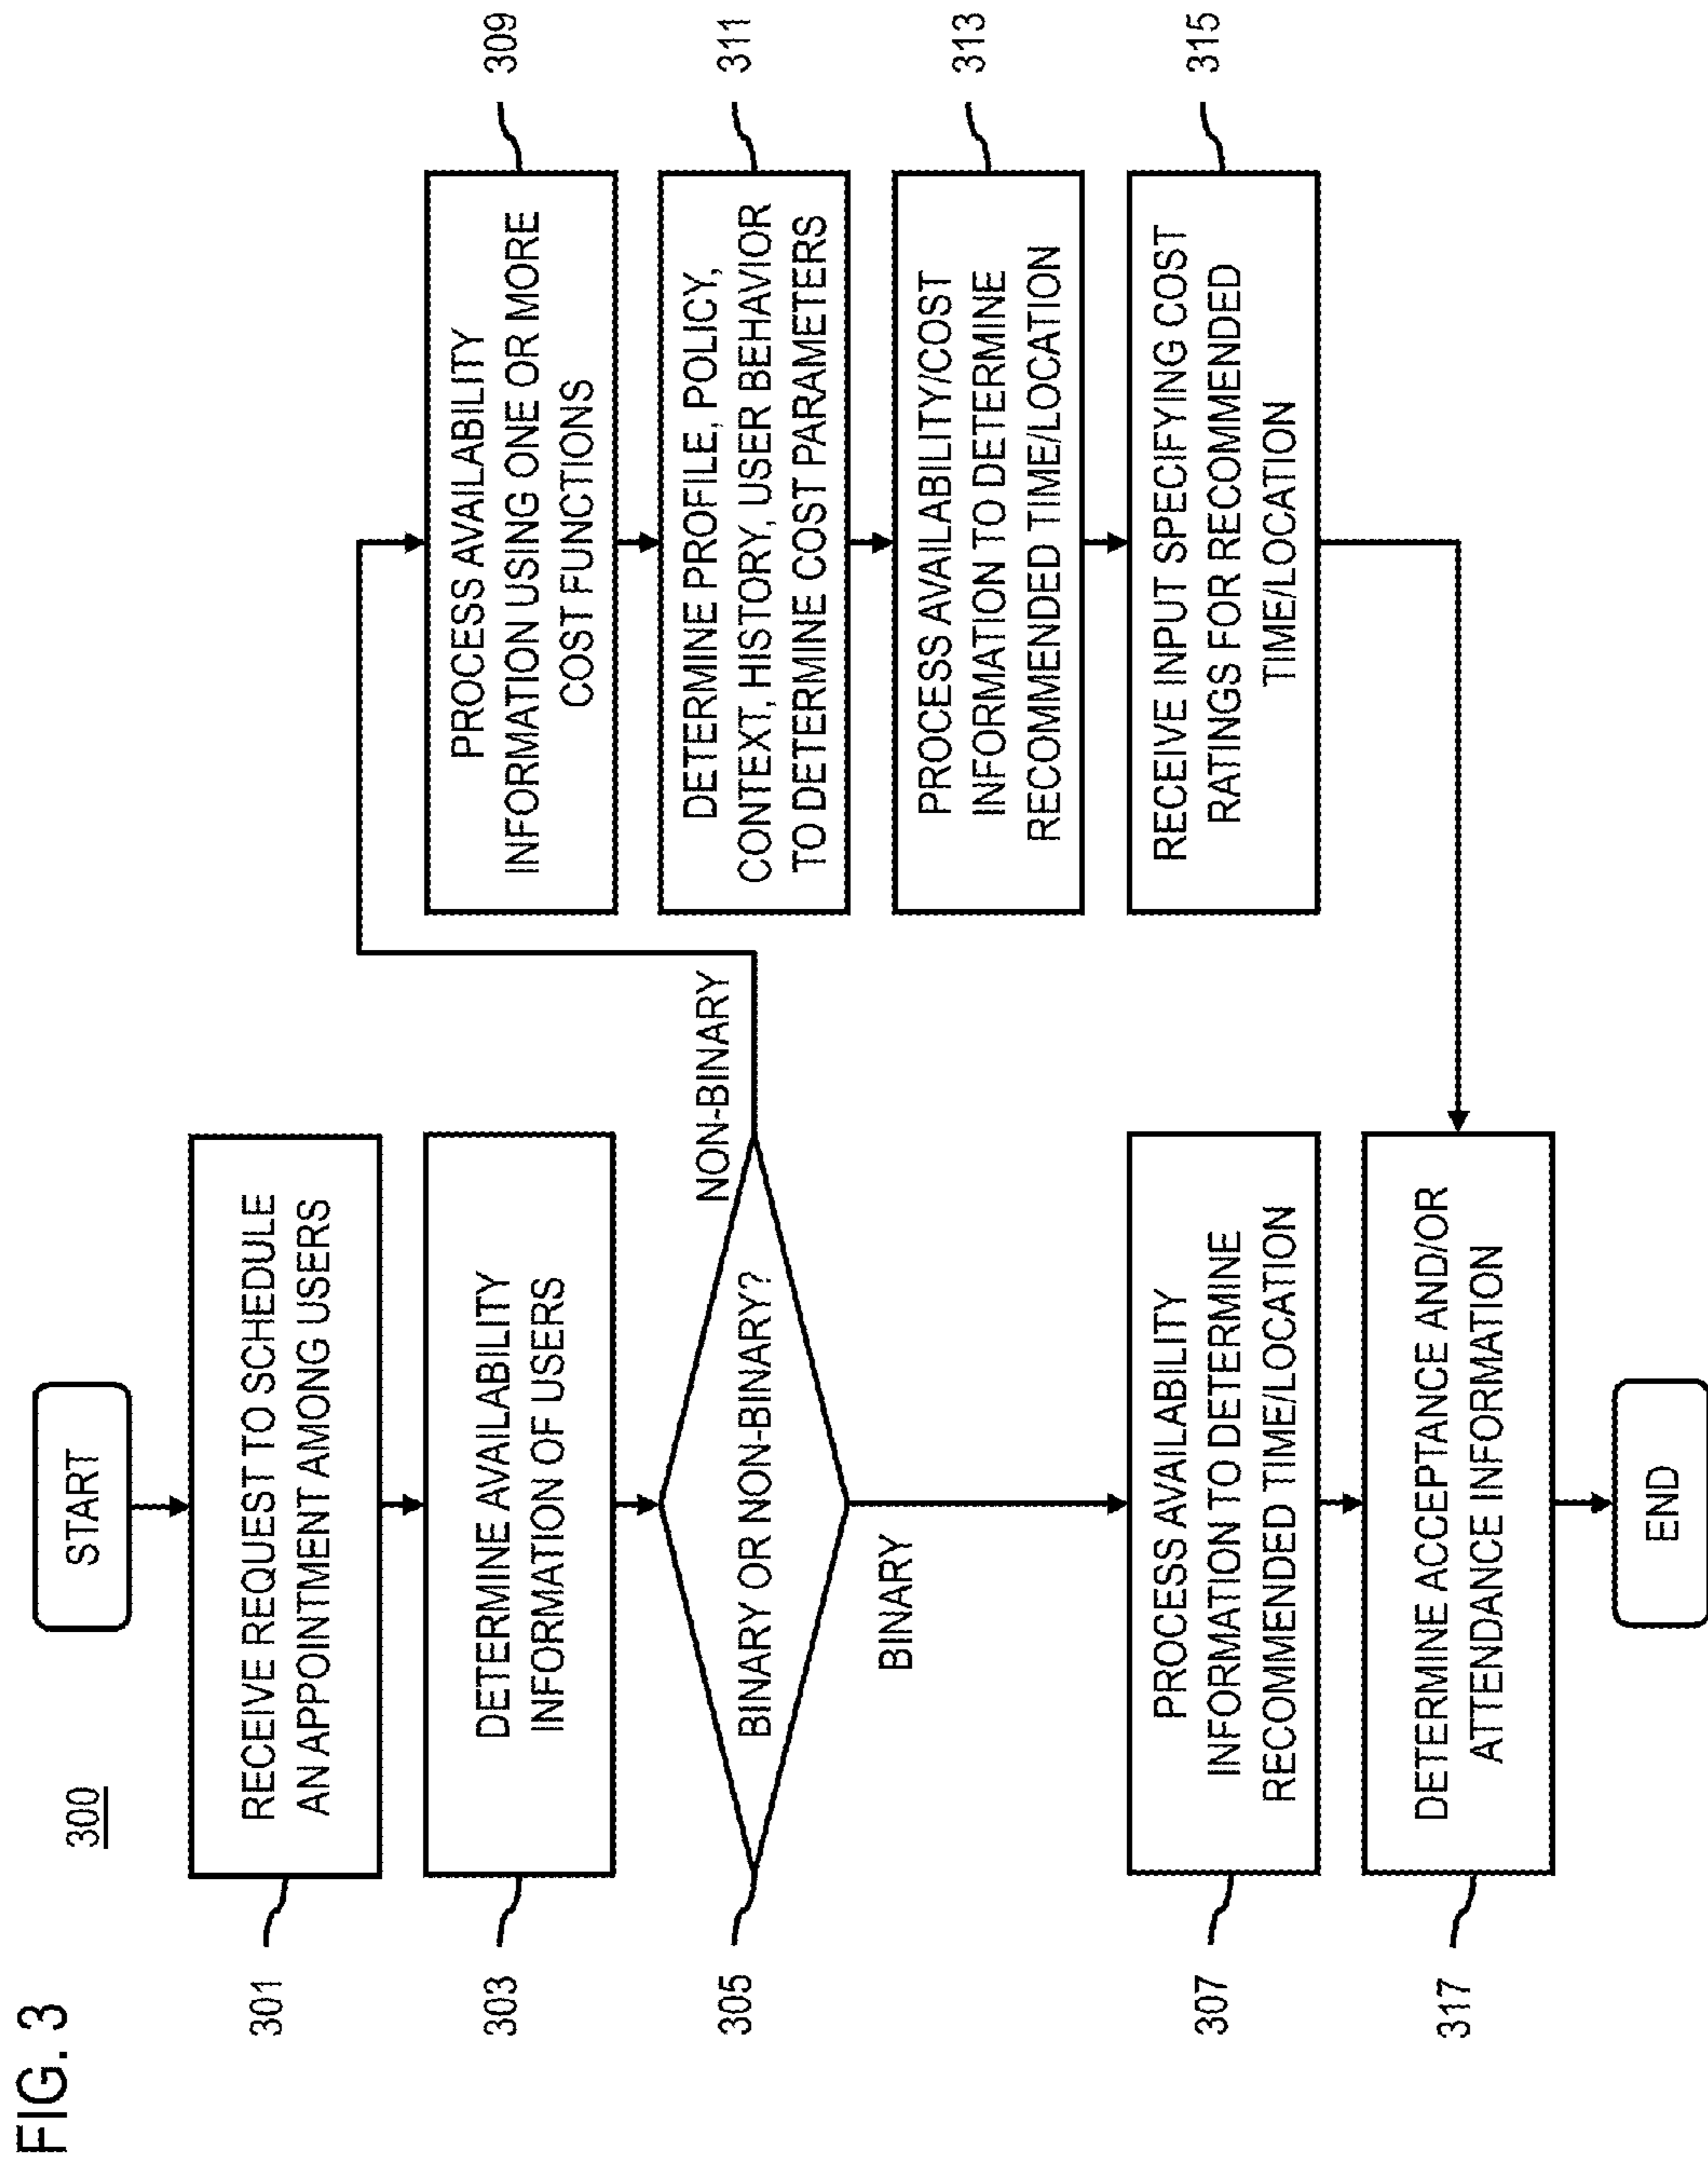 FIG. 3
300
START
RECEIVE REQUEST TO SCHEDULE
AN APPOINTMENT AMONG USERS
301
DETERMINE AVAILABILITY
INFORMATION OF USERS
303
BINARY OR NON-BINARY?
305
NON-BINARY
BINARY
PROCESS AVAILABILITY
INFORMATION TO DETERMINE
RECOMMENDED TIME/LOCATION
307
PROCESS AVAILABILITY
INFORMATION USING ONE OR MORE
COST FUNCTIONS
309
DETERMINE PROFILE, POLICY,
CONTEXT, HISTORY, USER BEHAVIOR
TO DETERMINE COST PARAMETERS
311
PROCESS AVAILABILITY/COST
INFORMATION TO DETERMINE
RECOMMENDED TIME/LOCATION
313
RECEIVE INPUT SPECIFYING COST
RATINGS FOR RECOMMENDED
TIME/LOCATION
315
DETERMINE ACCEPTANCE AND/OR
ATTENDANCE INFORMATION
317
END